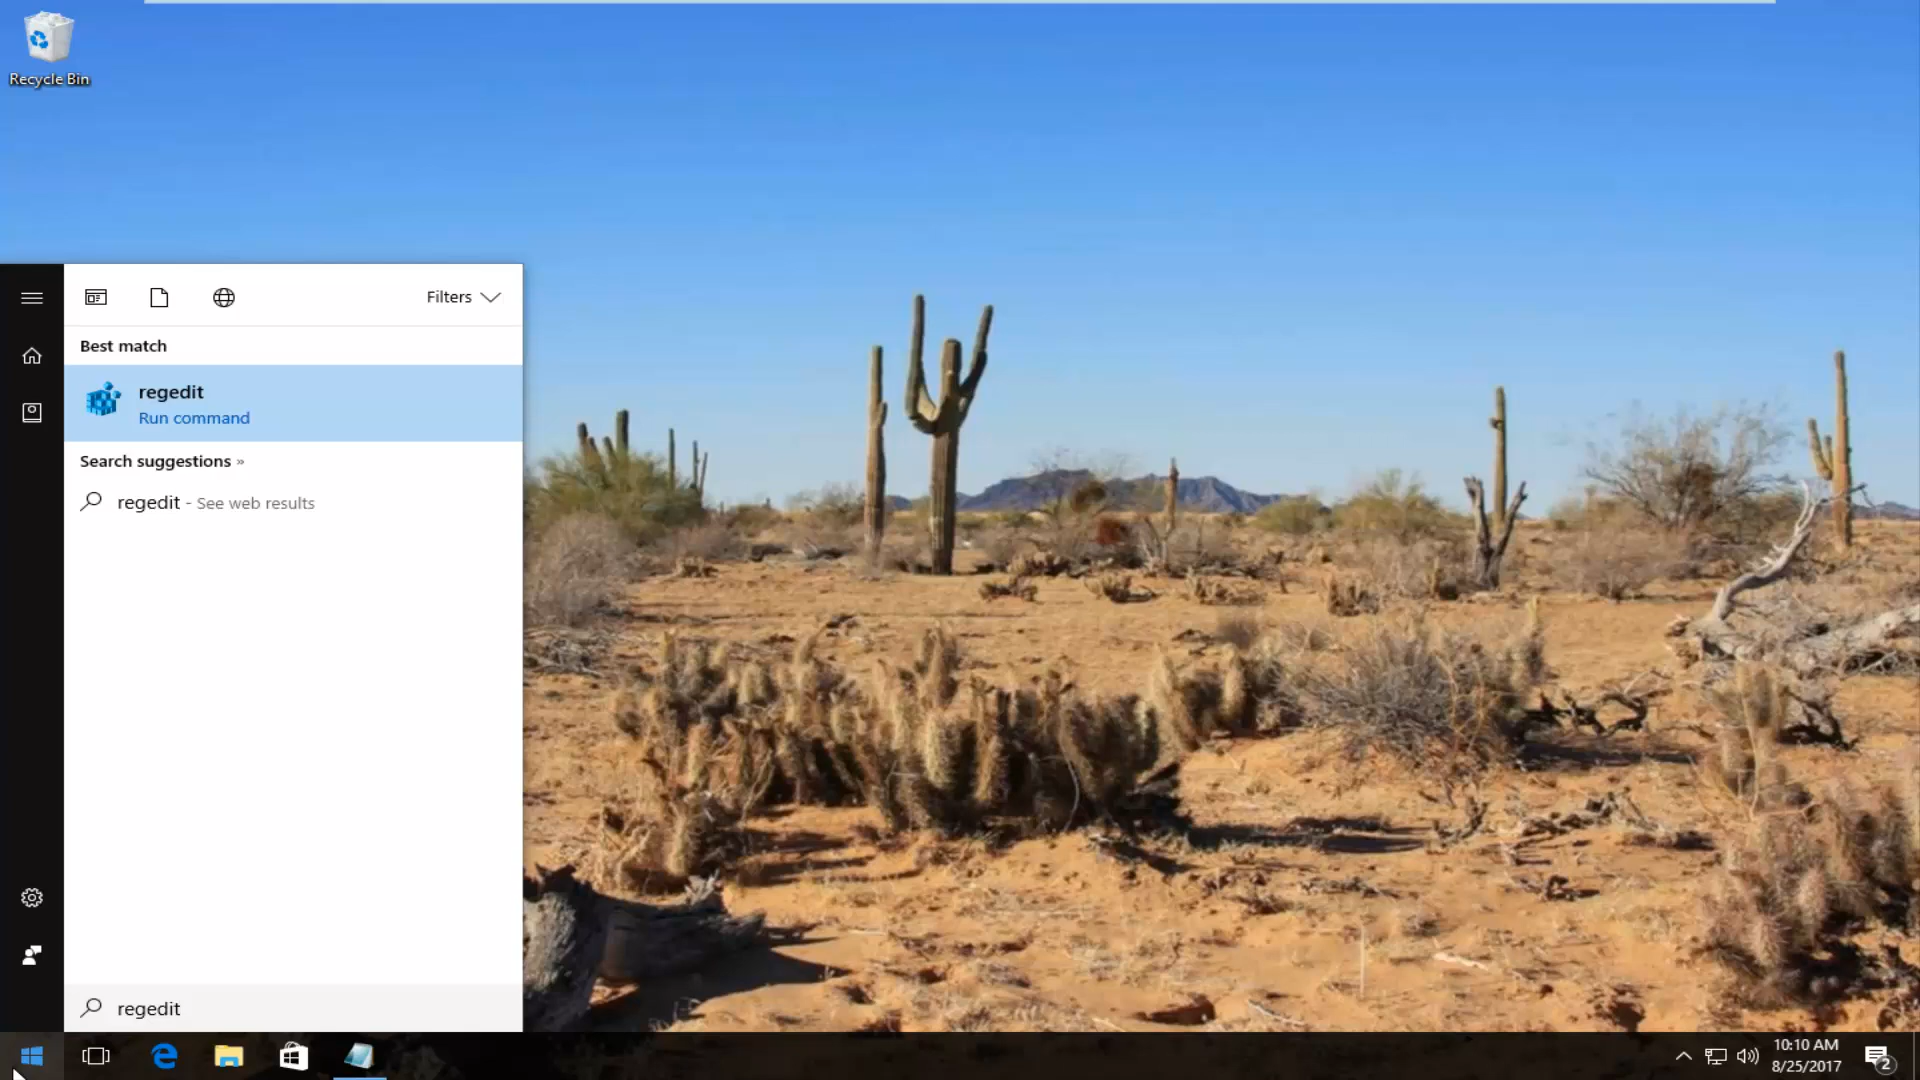 Recycle Bin
Filters
Best match
regedit
Run command
Search suggestions »
regedit - See web results
regedit
10:10 AM
8/25/2017
2